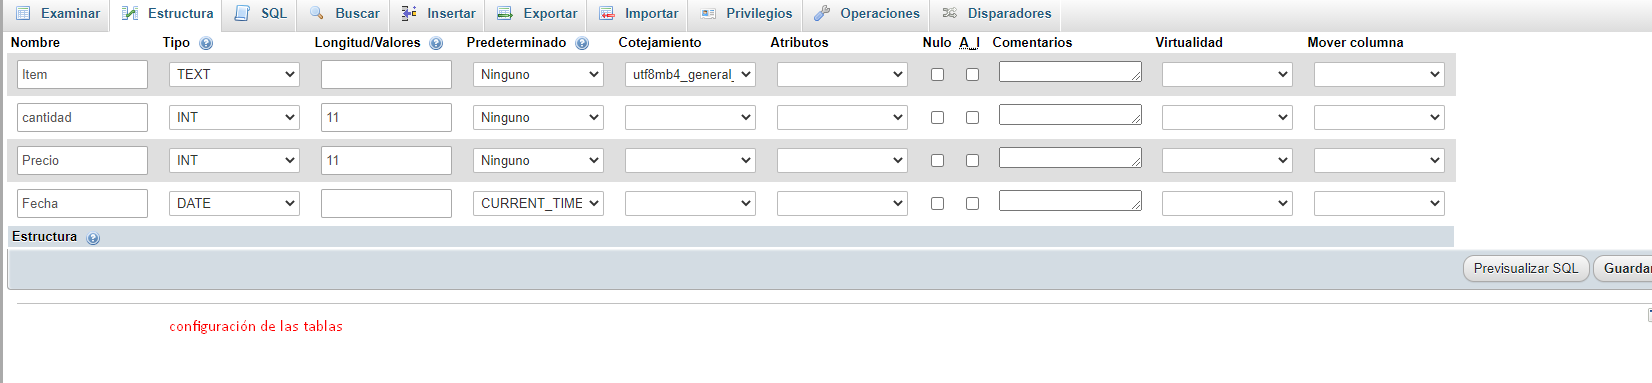 Examinar Estructura SQL Buscar Insertar Exportar Importar Privilegios Operaciones Disparadores
Nombre Tipo Longitud/Valores Predeterminado Cotejamiento Atributos Nulo A_I Comentarios Virtualidad Mover columna
Item TEXT Ninguno utf8mb4_general_
cantidad INT 11 Ninguno
Precio INT 11 Ninguno
Fecha DATE CURRENT_TIME
Estructura
Previsualizar SQL Guardar
configuración de las tablas